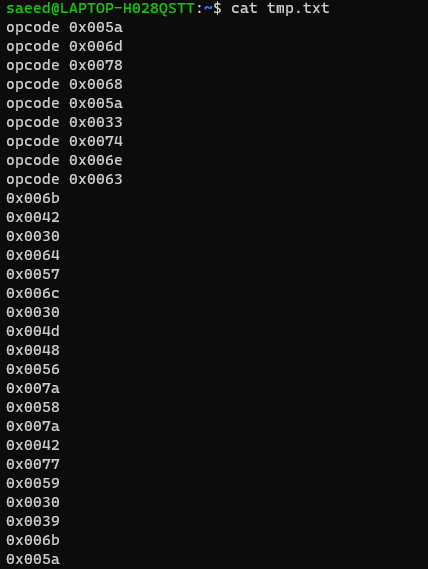 saeed@LAPTOP-H028QSTT:~$ cat tmp.txt
opcode 0x005a
opcode 0x006d
opcode 0x0078
opcode 0x0068
opcode 0x005a
opcode 0x0033
opcode 0x0074
opcode 0x006e
opcode 0x0063
0x006b
0x0042
0x0030
0x0064
0x0057
0x006c
0x0030
0x004d
0x0048
0x0056
0x007a
0x0058
0x007a
0x0042
0x0077
0x0059
0x0030
0x0039
0x006b
0x005a